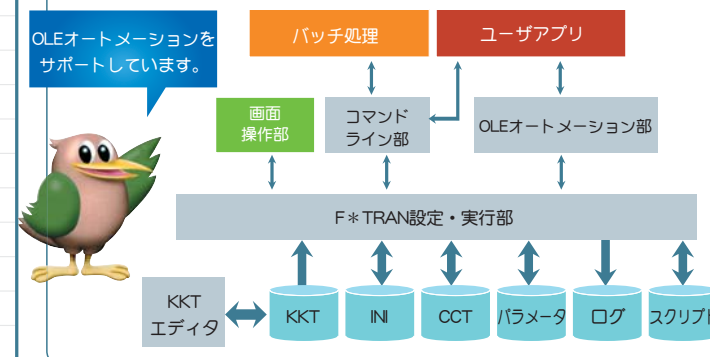 OLEオートメーションを
サポートしています。
バッチ処理
ユーザアプリ
画面
操作部
コマンド
ライン部
OLEオートメーション部
F＊TRAN設定・実行部
KKT
エディタ
KKT
INI
CCT
パラメータ
ログ
スクリプト